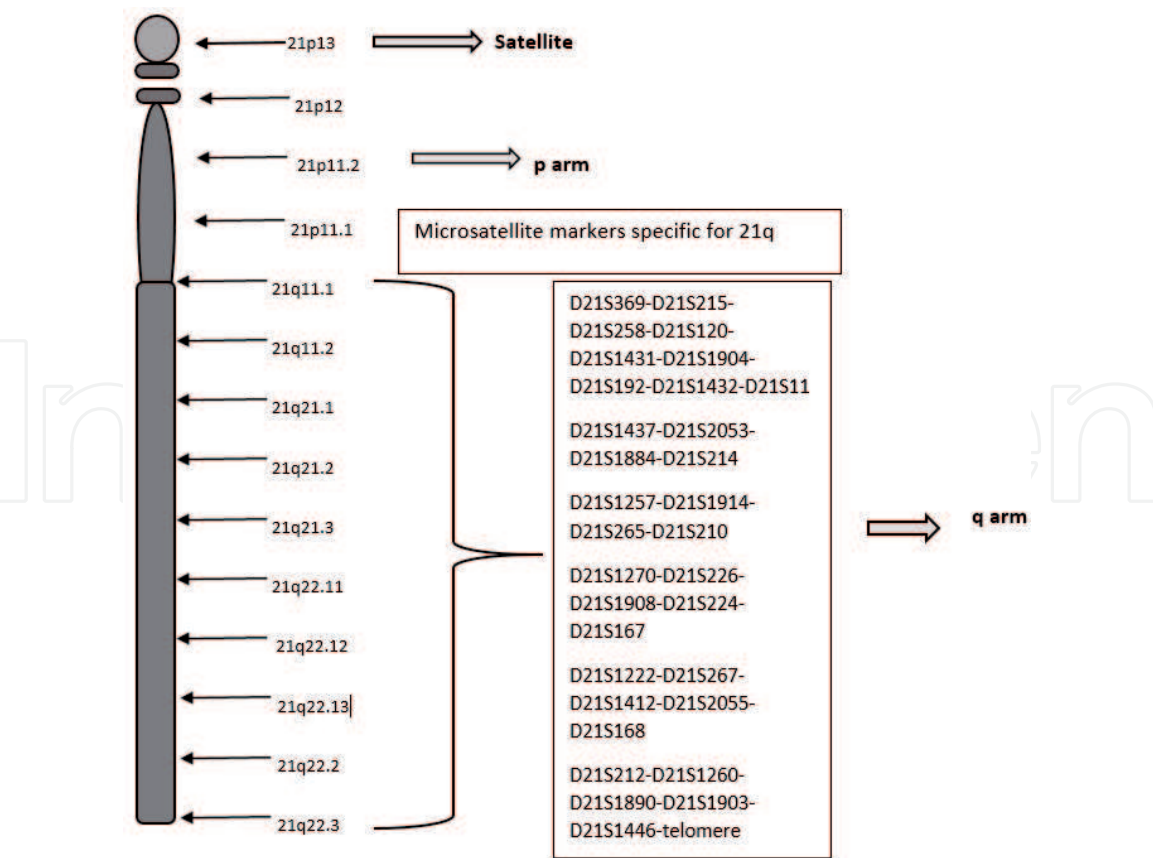 21p13
Satellite
21p12
21p11.2
p arm
21p11.1
Microsatellite markers specific for 21q
21q11.1
21q11.2
21q21.1
21q21.2
21q21.3
21q22.11
21q22.12
21q22.13
21q22.2
21q22.3
D21S369-D21S215-
D21S258-D21S120-
D21S1431-D21S1904-
D21S192-D21S1432-D21S11
D21S1437-D21S2053-
D21S1884-D21S214
D21S1257-D21S1914-
D21S265-D21S210
D21S1270-D21S226-
D21S1908-D21S224-
D21S167
D21S1222-D21S267-
D21S1412-D21S2055-
D21S168
D21S212-D21S1260-
D21S1890-D21S1903-
D21S1446-telomere
q arm